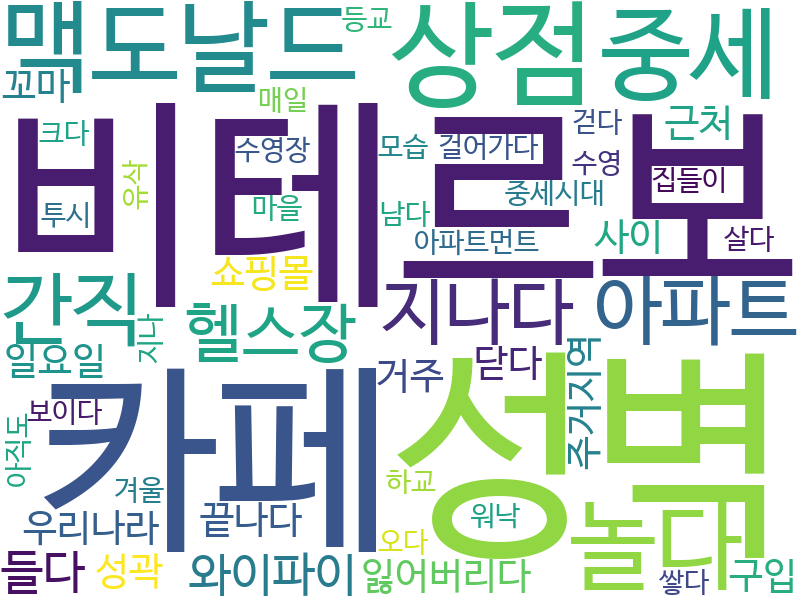 맥도날드
등교
상점
중세
꼬마
매일
크다
수영장
모습
걸어가다
걷다
근처
비테르보
유삭
수영
집들이
중세시대
투시
마을
남다
아파트먼트
사이
살다
쇼핑몰
간직
헬스장
지나다
아파트
지나
일요일
거주
닫다
주거지역
카페
성벽
보이다
아직도
겨울
하교
우리나라
끝나다
워낙
놀다
오다
들다
성곽
와이파이
잃어버리다
쌓다
구입